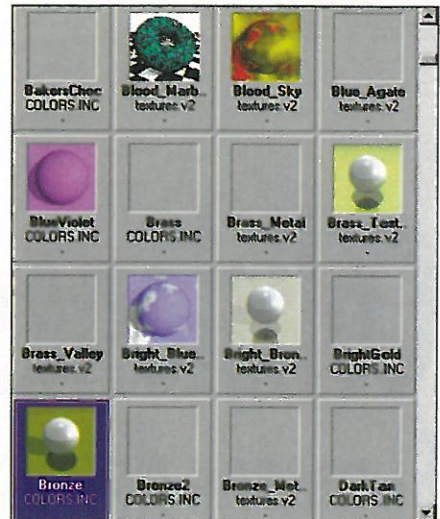 BakersChoc
COLORS.INC
Blood_Marb..
textures.v2
Blood_Sky
textures.v2
Blue_Agate
textures.v2
BlueViolet
COLORS.INC
Brass
COLORS.INC
Brass_Metal
textures.v2
Brass_Text..
textures.v2
Brass_Valley
textures.v2
Bright_Blue..
textures.v2
Bright_Bron..
textures.v2
BrightGold
COLORS.INC
Bronze
COLORS.INC
Bronze2
COLORS.INC
Bronze_Met..
textures.v2
DarkTan
COLORS.INC